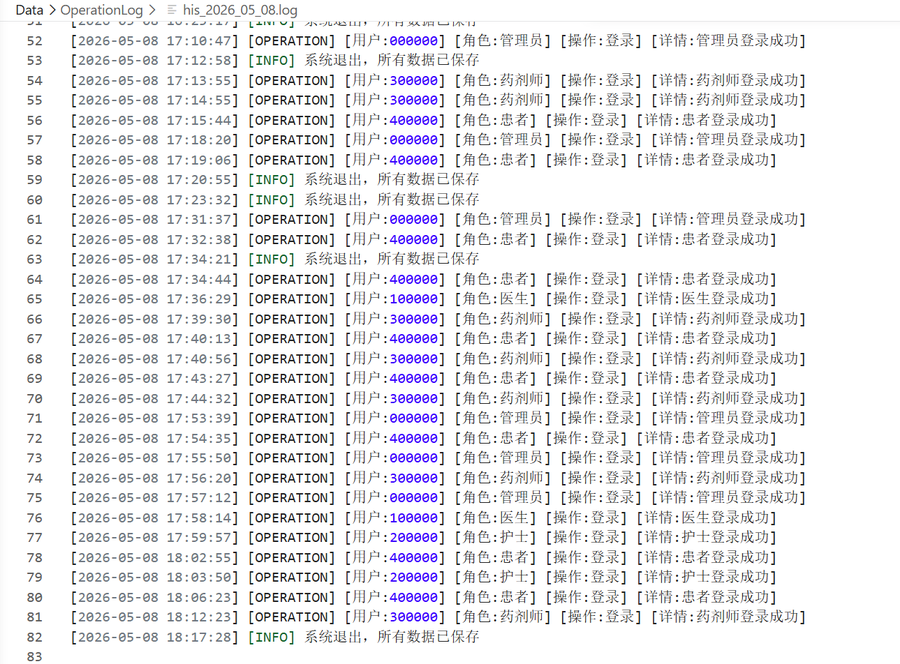 Data > OperationLog > his_2026_05_08.log
51 [2026-05-08 16:25:17] [INFO] 系统退出，所有数据已保存
52 [2026-05-08 17:10:47] [OPERATION] [用户:000000] [角色:管理员] [操作:登录] [详情:管理员登录成功]
53 [2026-05-08 17:12:58] [INFO] 系统退出，所有数据已保存
54 [2026-05-08 17:13:55] [OPERATION] [用户:300000] [角色:药剂师] [操作:登录] [详情:药剂师登录成功]
55 [2026-05-08 17:14:55] [OPERATION] [用户:300000] [角色:药剂师] [操作:登录] [详情:药剂师登录成功]
56 [2026-05-08 17:15:44] [OPERATION] [用户:400000] [角色:患者] [操作:登录] [详情:患者登录成功]
57 [2026-05-08 17:18:20] [OPERATION] [用户:000000] [角色:管理员] [操作:登录] [详情:管理员登录成功]
58 [2026-05-08 17:19:06] [OPERATION] [用户:400000] [角色:患者] [操作:登录] [详情:患者登录成功]
59 [2026-05-08 17:20:55] [INFO] 系统退出，所有数据已保存
60 [2026-05-08 17:23:32] [INFO] 系统退出，所有数据已保存
61 [2026-05-08 17:31:37] [OPERATION] [用户:000000] [角色:管理员] [操作:登录] [详情:管理员登录成功]
62 [2026-05-08 17:32:38] [OPERATION] [用户:400000] [角色:患者] [操作:登录] [详情:患者登录成功]
63 [2026-05-08 17:34:21] [INFO] 系统退出，所有数据已保存
64 [2026-05-08 17:34:44] [OPERATION] [用户:400000] [角色:患者] [操作:登录] [详情:患者登录成功]
65 [2026-05-08 17:36:29] [OPERATION] [用户:100000] [角色:医生] [操作:登录] [详情:医生登录成功]
66 [2026-05-08 17:39:30] [OPERATION] [用户:300000] [角色:药剂师] [操作:登录] [详情:药剂师登录成功]
67 [2026-05-08 17:40:13] [OPERATION] [用户:400000] [角色:患者] [操作:登录] [详情:患者登录成功]
68 [2026-05-08 17:40:56] [OPERATION] [用户:300000] [角色:药剂师] [操作:登录] [详情:药剂师登录成功]
69 [2026-05-08 17:43:27] [OPERATION] [用户:400000] [角色:患者] [操作:登录] [详情:患者登录成功]
70 [2026-05-08 17:44:32] [OPERATION] [用户:300000] [角色:药剂师] [操作:登录] [详情:药剂师登录成功]
71 [2026-05-08 17:53:39] [OPERATION] [用户:000000] [角色:管理员] [操作:登录] [详情:管理员登录成功]
72 [2026-05-08 17:54:35] [OPERATION] [用户:400000] [角色:患者] [操作:登录] [详情:患者登录成功]
73 [2026-05-08 17:55:50] [OPERATION] [用户:000000] [角色:管理员] [操作:登录] [详情:管理员登录成功]
74 [2026-05-08 17:56:20] [OPERATION] [用户:300000] [角色:药剂师] [操作:登录] [详情:药剂师登录成功]
75 [2026-05-08 17:57:12] [OPERATION] [用户:000000] [角色:管理员] [操作:登录] [详情:管理员登录成功]
76 [2026-05-08 17:58:14] [OPERATION] [用户:100000] [角色:医生] [操作:登录] [详情:医生登录成功]
77 [2026-05-08 17:59:57] [OPERATION] [用户:200000] [角色:护士] [操作:登录] [详情:护士登录成功]
78 [2026-05-08 18:02:55] [OPERATION] [用户:400000] [角色:患者] [操作:登录] [详情:患者登录成功]
79 [2026-05-08 18:03:50] [OPERATION] [用户:200000] [角色:护士] [操作:登录] [详情:护士登录成功]
80 [2026-05-08 18:06:23] [OPERATION] [用户:400000] [角色:患者] [操作:登录] [详情:患者登录成功]
81 [2026-05-08 18:12:23] [OPERATION] [用户:300000] [角色:药剂师] [操作:登录] [详情:药剂师登录成功]
82 [2026-05-08 18:17:28] [INFO] 系统退出，所有数据已保存
83